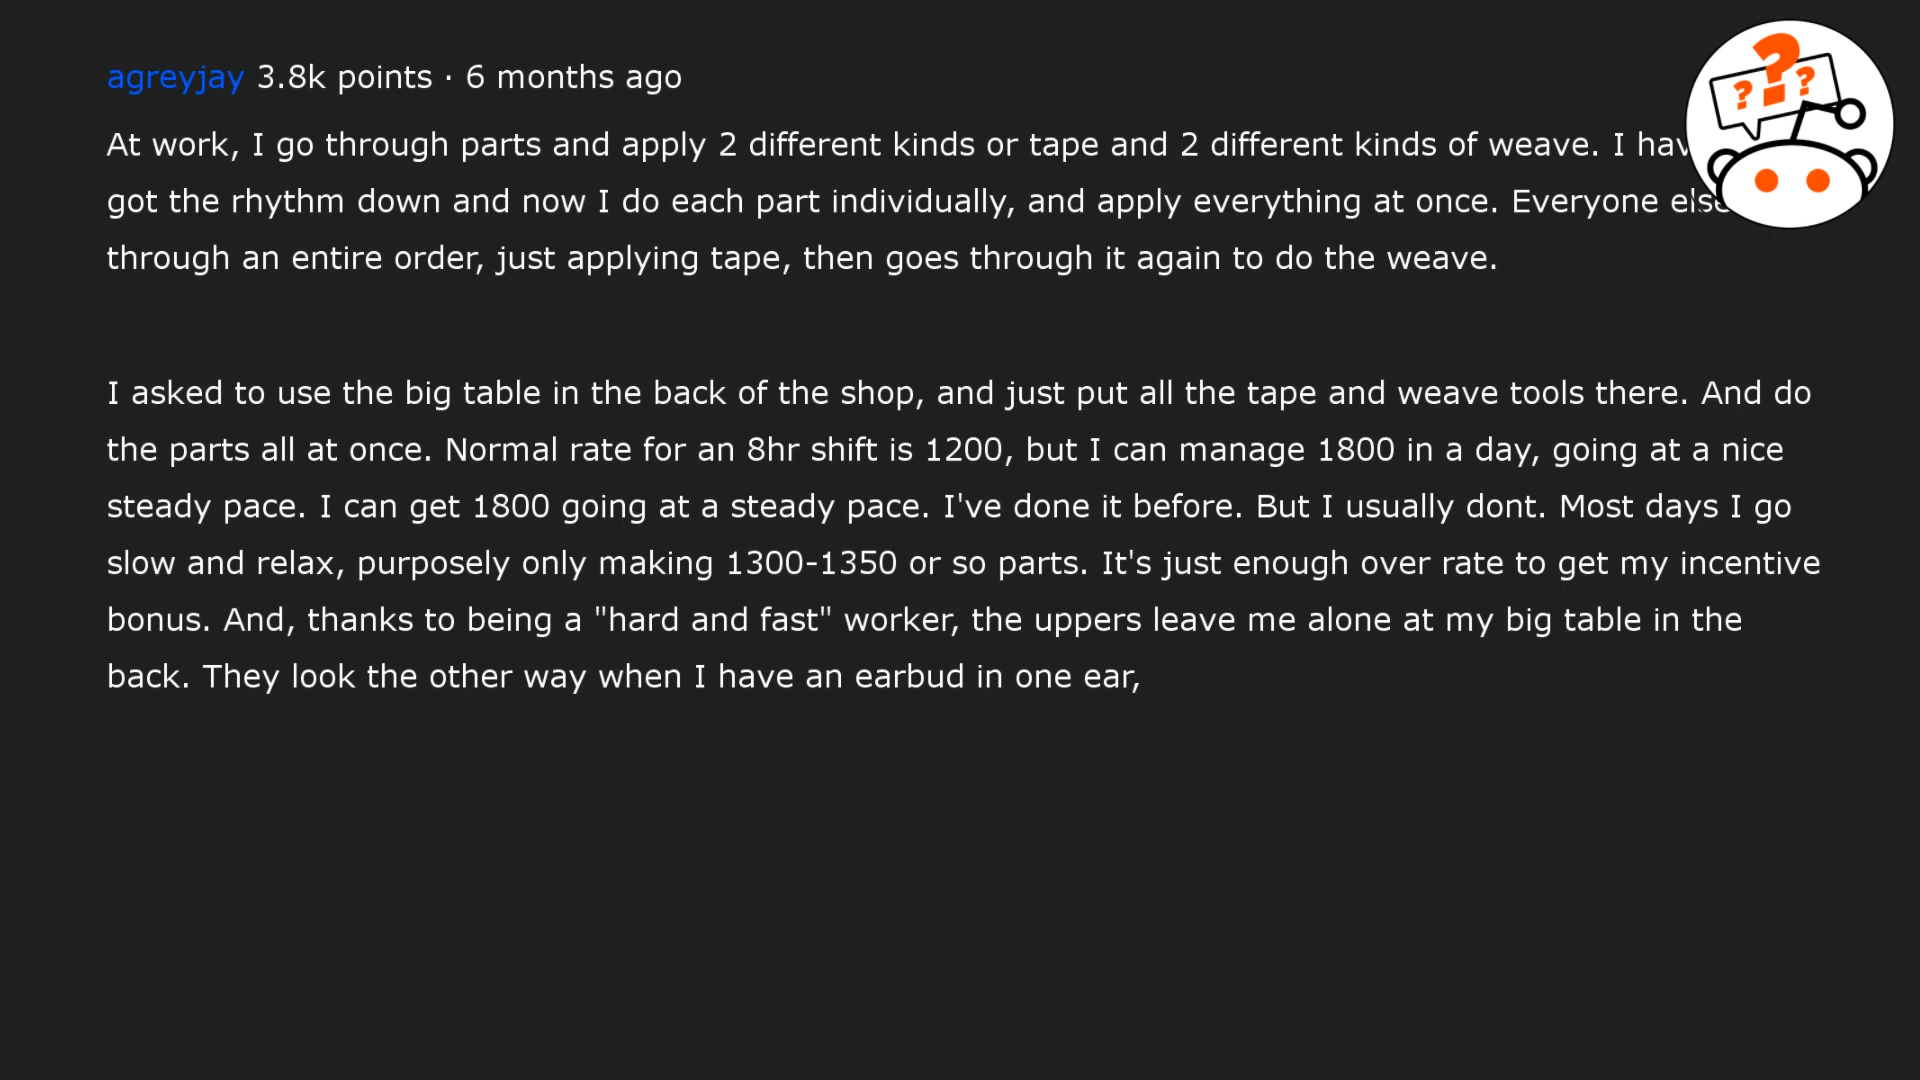 agreyjay 3.8k points · 6 months ago
At work, I go through parts and apply 2 different kinds or tape and 2 different kinds of weave. I hav
got the rhythm down and now I do each part individually, and apply everything at once. Everyone else
through an entire order, just applying tape, then goes through it again to do the weave.
I asked to use the big table in the back of the shop, and just put all the tape and weave tools there. And do
the parts all at once. Normal rate for an 8hr shift is 1200, but I can manage 1800 in a day, going at a nice
steady pace. I can get 1800 going at a steady pace. I've done it before. But I usually dont. Most days I go
slow and relax, purposely only making 1300-1350 or so parts. It's just enough over rate to get my incentive
bonus. And, thanks to being a "hard and fast" worker, the uppers leave me alone at my big table in the
back. They look the other way when I have an earbud in one ear,
? ? ?